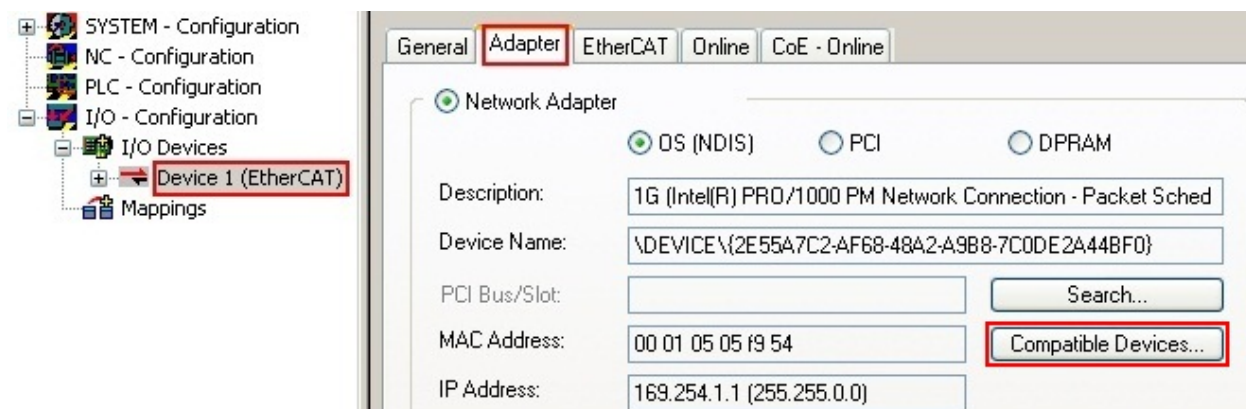 SYSTEM - Configuration
NC - Configuration
PLC - Configuration
I/O - Configuration
I/O Devices
Device 1 (EtherCAT)
Mappings
General Adapter EtherCAT Online CoE - Online
Network Adapter
OS (NDIS) PCI DPRAM
Description: 1G (Intel(R) PRO/1000 PM Network Connection - Packet Sched
Device Name: \DEVICE\{2E55A7C2-AF68-48A2-A9B8-7C0DE2A44BF0}
PCI Bus/Slot: Search...
MAC Address: 00 01 05 05 f9 54 Compatible Devices...
IP Address: 169.254.1.1 (255.255.0.0)